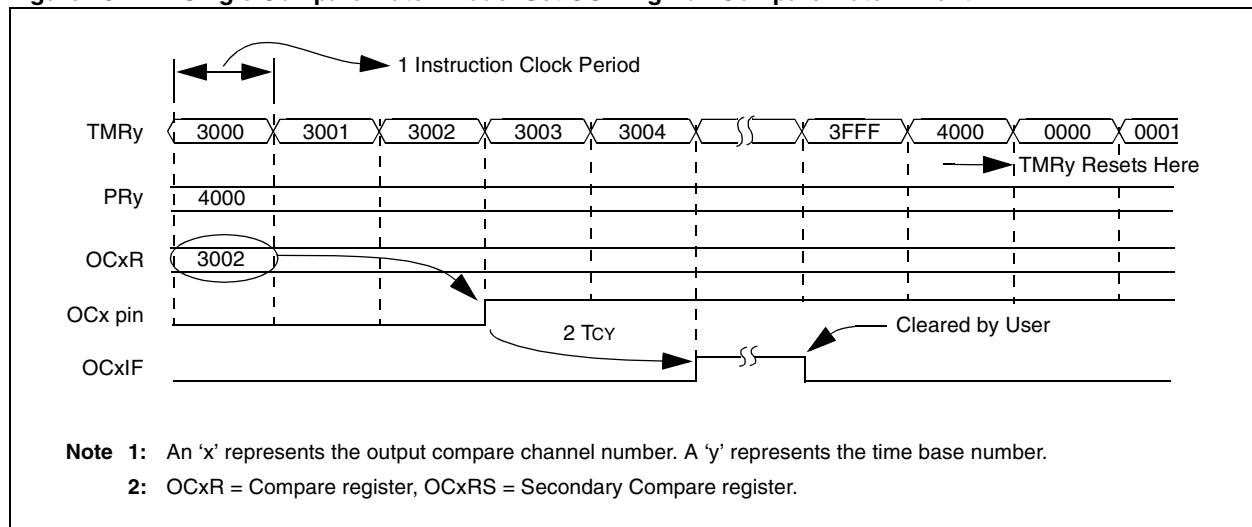 1 Instruction Clock Period
TMRy 3000 3001 3002 3003 3004 3FFF 4000 0000 0001
TMRy Resets Here
PRy 4000
OCxR 3002
OCx pin
2 TCY
Cleared by User
OCxIF
Note 1: An ‘x’ represents the output compare channel number. A ‘y’ represents the time base number.
2: OCxR = Compare register, OCxRS = Secondary Compare register.